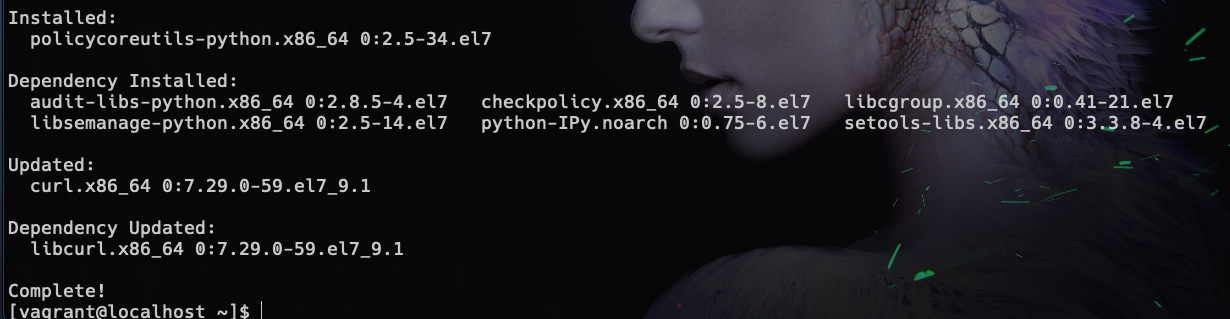 Installed:
  policycoreutils-python.x86_64 0:2.5-34.el7
Dependency Installed:
  audit-libs-python.x86_64 0:2.8.5-4.el7   checkpolicy.x86_64 0:2.5-8.el7   libcgroup.x86_64 0:0.41-21.el7
  libsemanage-python.x86_64 0:2.5-14.el7   python-IPy.noarch 0:0.75-6.el7   setools-libs.x86_64 0:3.3.8-4.el7
Updated:
  curl.x86_64 0:7.29.0-59.el7_9.1
Dependency Updated:
  libcurl.x86_64 0:7.29.0-59.el7_9.1
Complete!
[vagrant@localhost ~]$